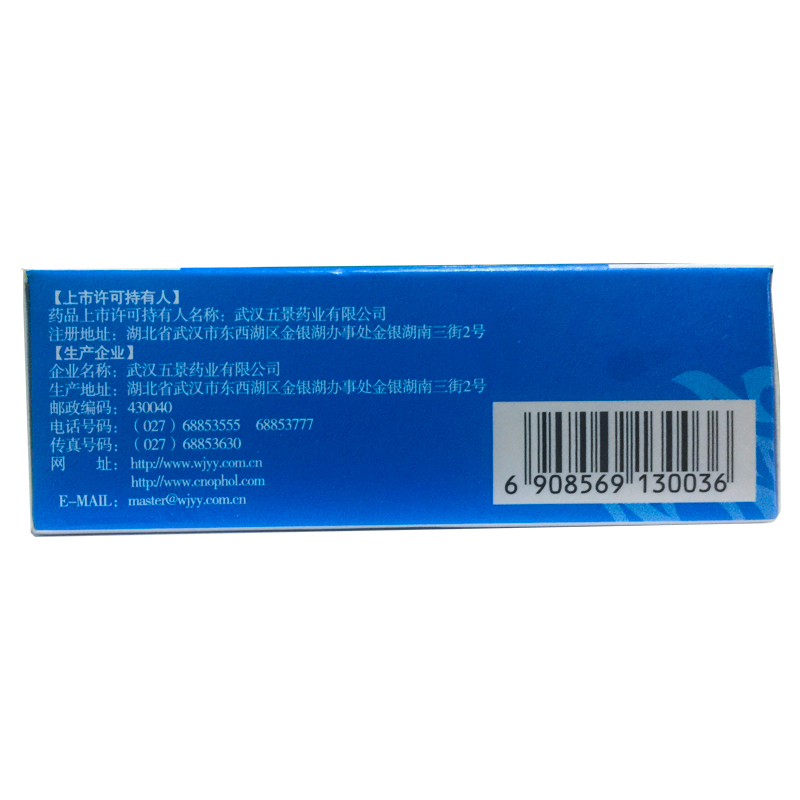 【上市许可持有人】
药品上市许可持有人名称：武汉五景药业有限公司
注册地址：湖北省武汉市东西湖区金银湖办事处金银湖南三街2号
【生产企业】
企业名称：武汉五景药业有限公司
生产地址：湖北省武汉市东西湖区金银湖办事处金银湖南三街2号
邮政编码：430040
电话号码：（027）68853555 68853777
传真号码：（027）68853630
网 址：http://www.wjyy.com.cn
http://www.cnophol.com
E-MAIL：master@wjyy.com.cn
6 908569 130036